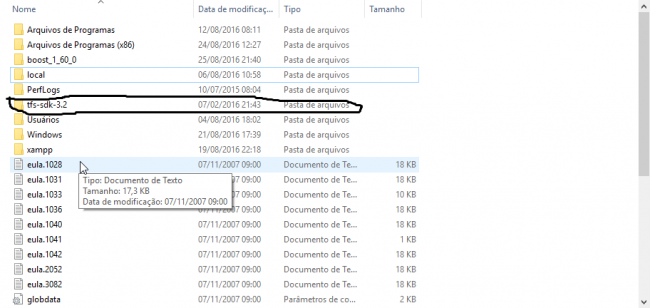 Nome Data de modificaç... Tipo Tamanho
Arquivos de Programas 12/08/2016 08:11 Pasta de arquivos
Arquivos de Programas (x86) 24/08/2016 12:27 Pasta de arquivos
boost_1_60_0 25/08/2016 21:40 Pasta de arquivos
local 06/08/2016 10:58 Pasta de arquivos
PerfLogs 10/07/2015 08:04 Pasta de arquivos
tfs-sdk-3.2 07/02/2016 21:43 Pasta de arquivos
Usuários 04/08/2016 18:02 Pasta de arquivos
Windows 21/08/2016 17:39 Pasta de arquivos
xampp 19/08/2016 22:18 Pasta de arquivos
eula.1028 07/11/2007 09:00 Documento de Te... 18 KB
eula.1031 07/11/2007 09:00 Documento de Te... 18 KB
eula.1033 07/11/2007 09:00 Documento de Te... 10 KB
eula.1036 07/11/2007 09:00 Documento de Te... 18 KB
eula.1040 07/11/2007 09:00 Documento de Te... 18 KB
eula.1041 07/11/2007 09:00 Documento de Te... 1 KB
eula.1042 07/11/2007 09:00 Documento de Te... 18 KB
eula.2052 07/11/2007 09:00 Documento de Te... 18 KB
eula.3082 07/11/2007 09:00 Documento de Te... 18 KB
globdata 07/11/2007 09:00 Parâmetros de co... 2 KB
Tipo: Documento de Texto
Tamanho: 17,3 KB
Data de modificação: 07/11/2007 09:00